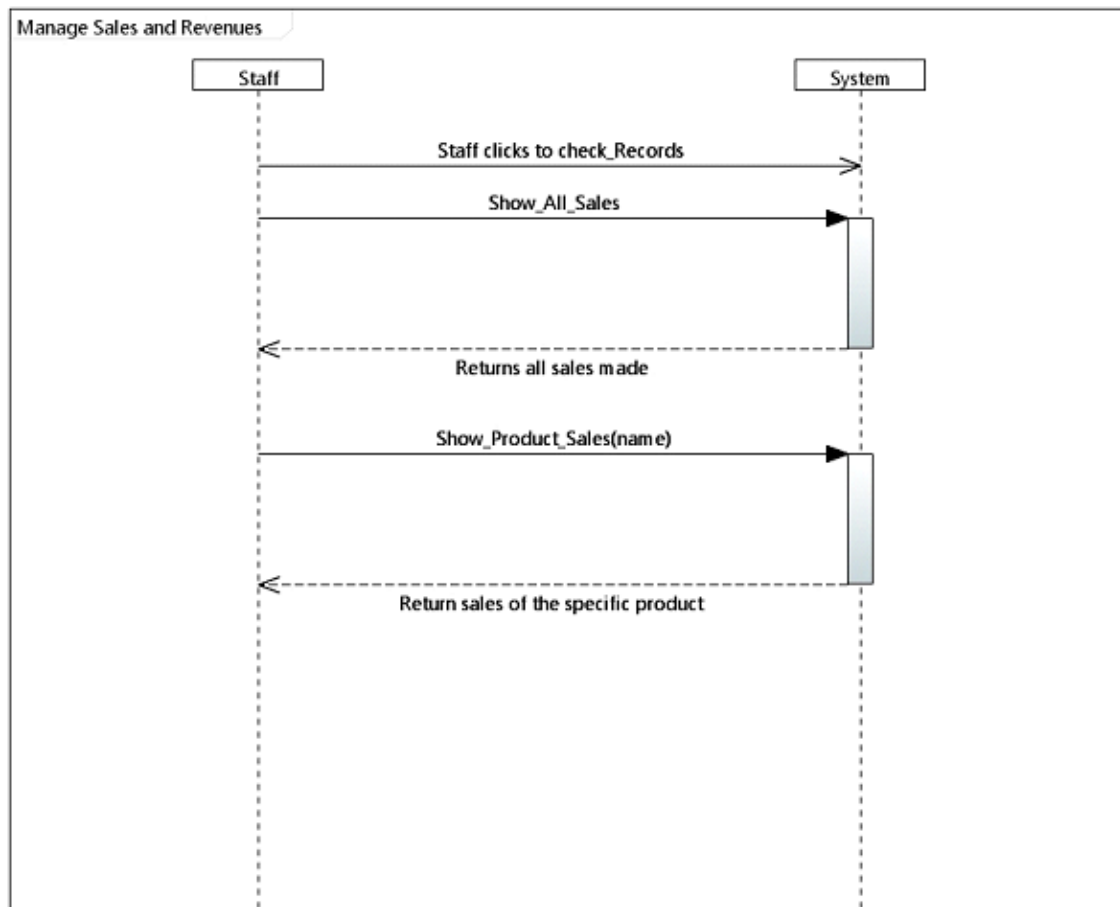 Manage Sales and Revenues
Staff
System
Staff clicks to check_Records
Show_All_Sales
Returns all sales made
Show_Product_Sales(name)
Return sales of the specific product